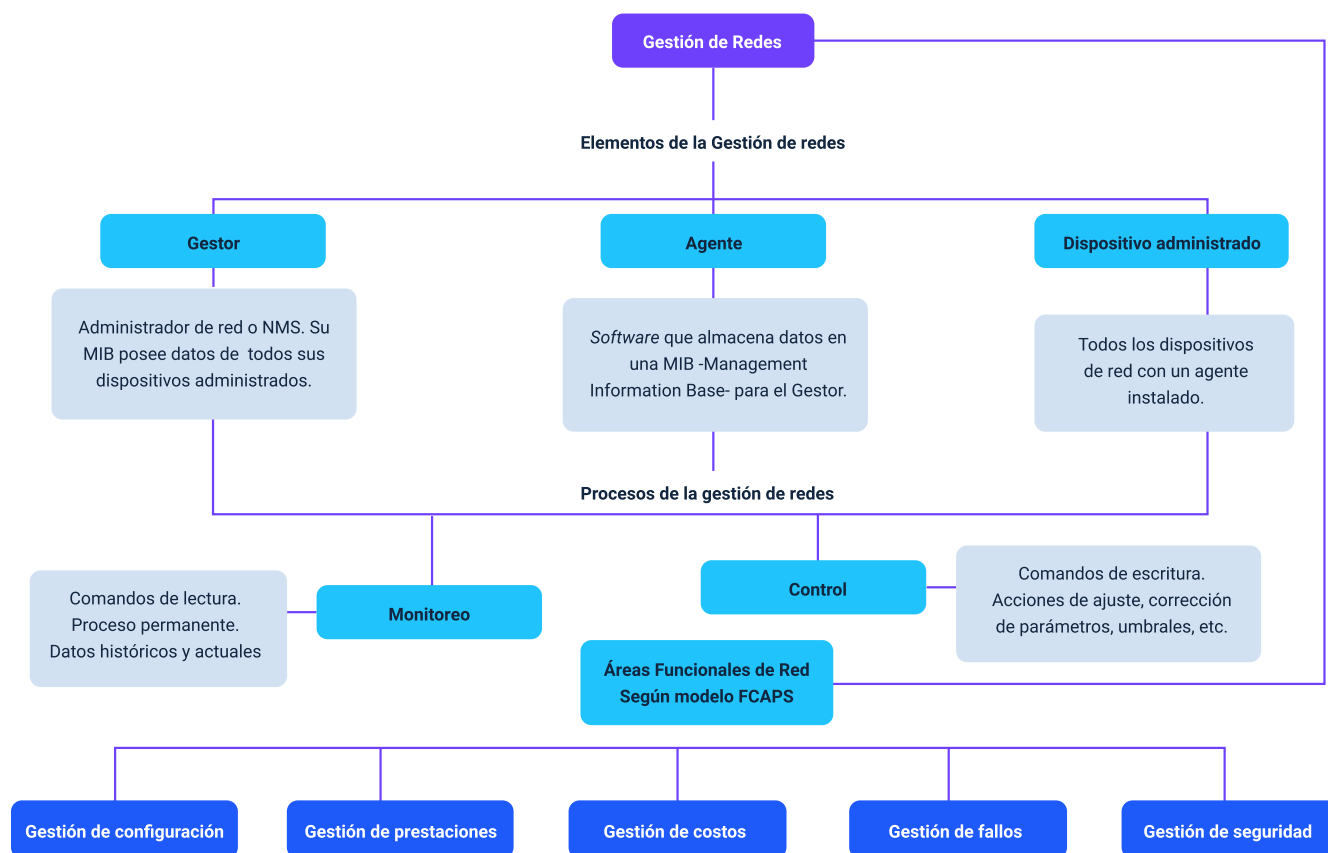 Gestión de Redes
Elementos de la Gestión de redes
Gestor
Agente
Dispositivo administrado
Administrador de red o NMS. Su
MIB posee datos de todos sus
dispositivos administrados.
Software que almacena datos en
una MIB -Management
Information Base- para el Gestor.
Todos los dispositivos
de red con un agente
instalado.
Procesos de la gestión de redes
Comandos de lectura.
Proceso permanente.
Datos históricos y actuales
Monitoreo
Control
Comandos de escritura.
Acciones de ajuste, corrección
de parámetros, umbrales, etc.
Áreas Funcionales de Red
Según modelo FCAPS
Gestión de configuración
Gestión de prestaciones
Gestión de costos
Gestión de fallos
Gestión de seguridad